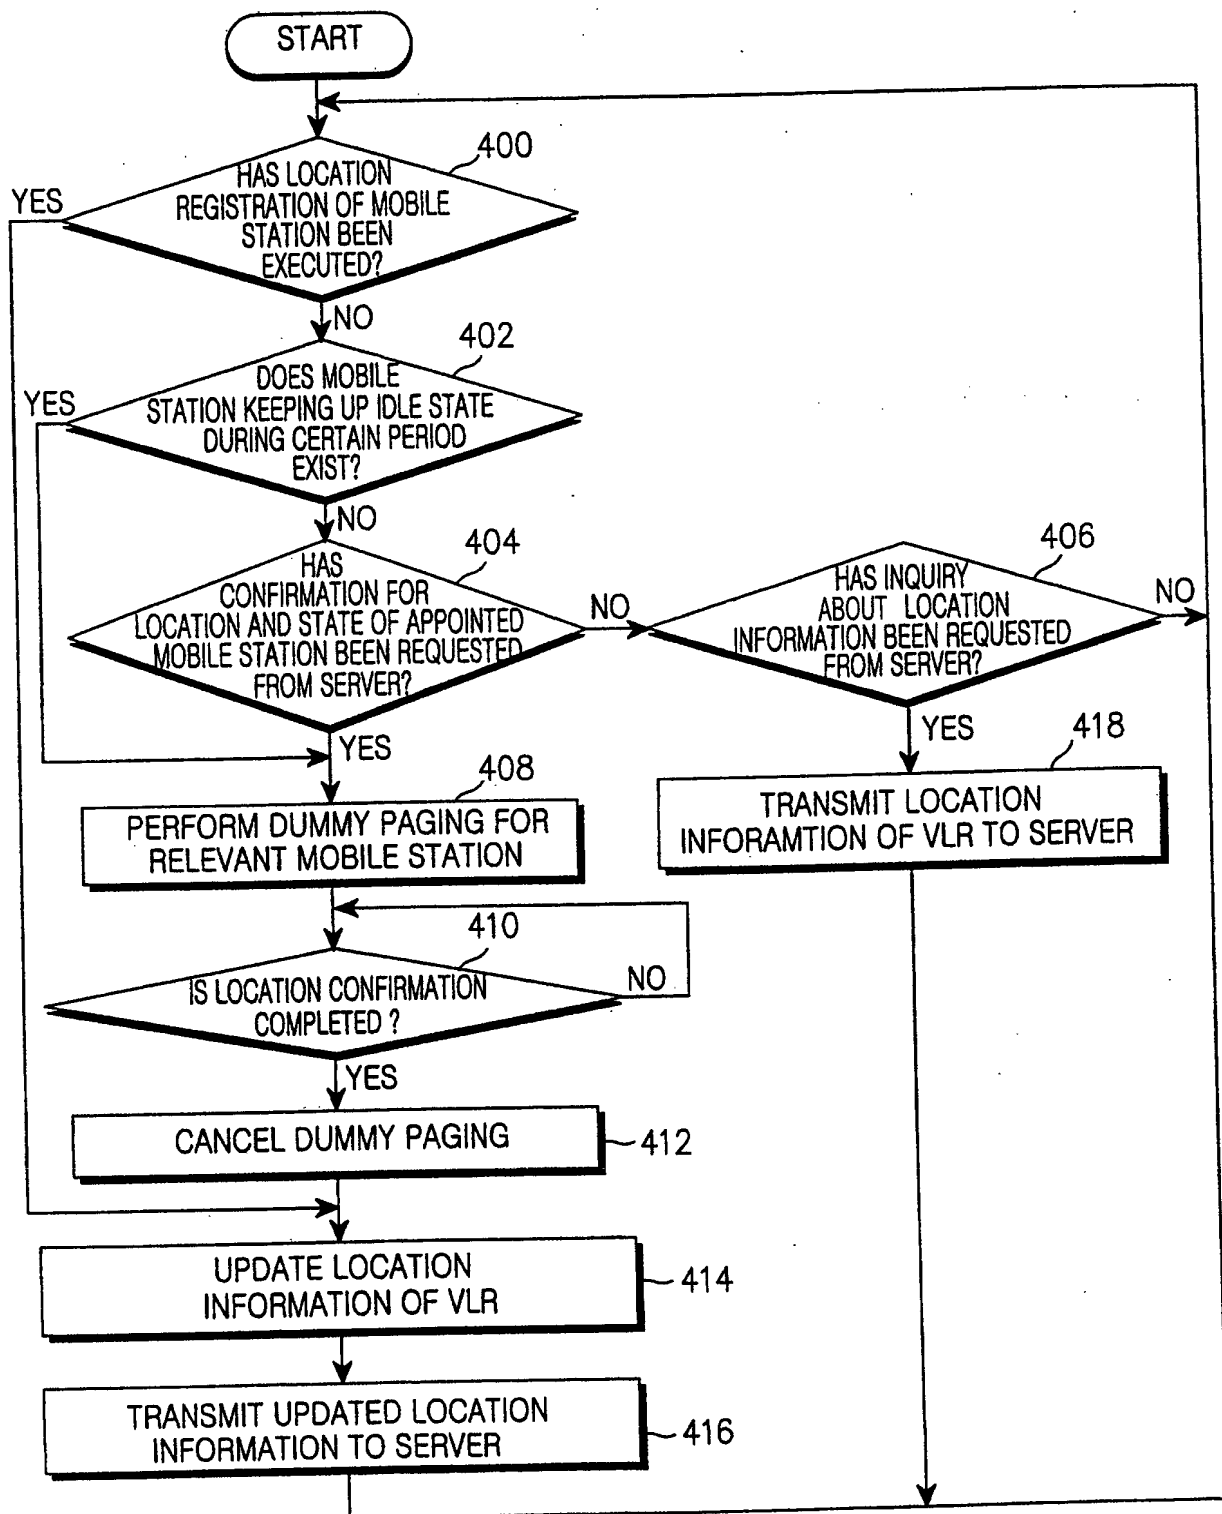 START
400
HAS LOCATION
REGISTRATION OF MOBILE
STATION BEEN
EXECUTED?
YES
NO
402
DOES MOBILE
STATION KEEPING UP IDLE STATE
DURING CERTAIN PERIOD
EXIST?
YES
NO
404
HAS
CONFIRMATION FOR
LOCATION AND STATE OF APPOINTED
MOBILE STATION BEEN REQUESTED
FROM SERVER?
NO
YES
406
HAS INQUIRY
ABOUT LOCATION
INFORMATION BEEN REQUESTED
FROM SERVER?
NO
YES
408
PERFORM DUMMY PAGING FOR
RELEVANT MOBILE STATION
418
TRANSMIT LOCATION
INFORAMTION OF VLR TO SERVER
410
IS LOCATION CONFIRMATION
COMPLETED ?
NO
YES
CANCEL DUMMY PAGING
412
UPDATE LOCATION
INFORMATION OF VLR
414
TRANSMIT UPDATED LOCATION
INFORMATION TO SERVER
416